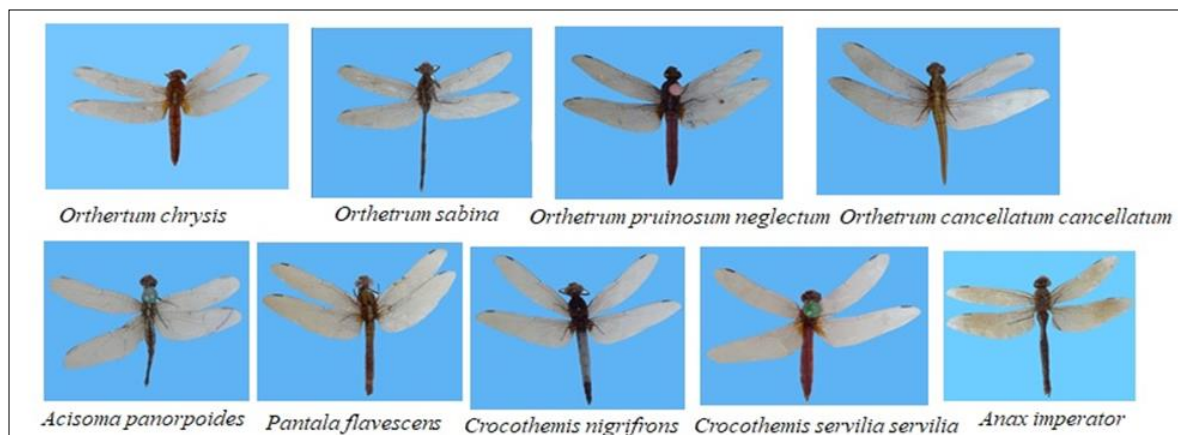 Orthertum chrysis
Orthetrum sabina
Orthetrum pruinosum neglectum
Orthetrum cancellatum cancellatum
Acisoma panorpoides
Pantala flavescens
Crocothemis nigrifrons
Crocothemis servilia servilia
Anax imperator